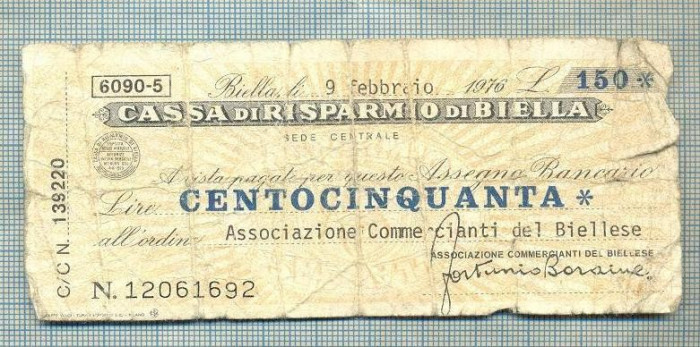 6090-5 Biella, li 9 febbraio 1976 L. 150 *
CASSA DI RISPARMIO DI BIELLA
SEDE CENTRALE
A vista pagate per questo Assegno Bancario
Lire CENTOCINQUANTA *
all'ordine Associazione Commercianti del Biellese
ASSOCIAZIONE COMMERCIANTI DEL BIELLESE
N. 12061692
C/C N. 139220